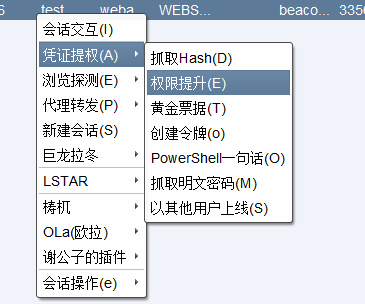 6 test weba... WEBS... beaco... 3356
会话交互(I)
凭证提权(A)
浏览探测(E)
代理转发(P)
新建会话(S)
巨龙拉冬
LSTAR
梼杌
OLa(欧拉)
谢公子的插件
会话操作(e)
抓取Hash(D)
权限提升(E)
黄金票据(T)
创建令牌(o)
PowerShell一句话(O)
抓取明文密码(M)
以其他用户上线(S)